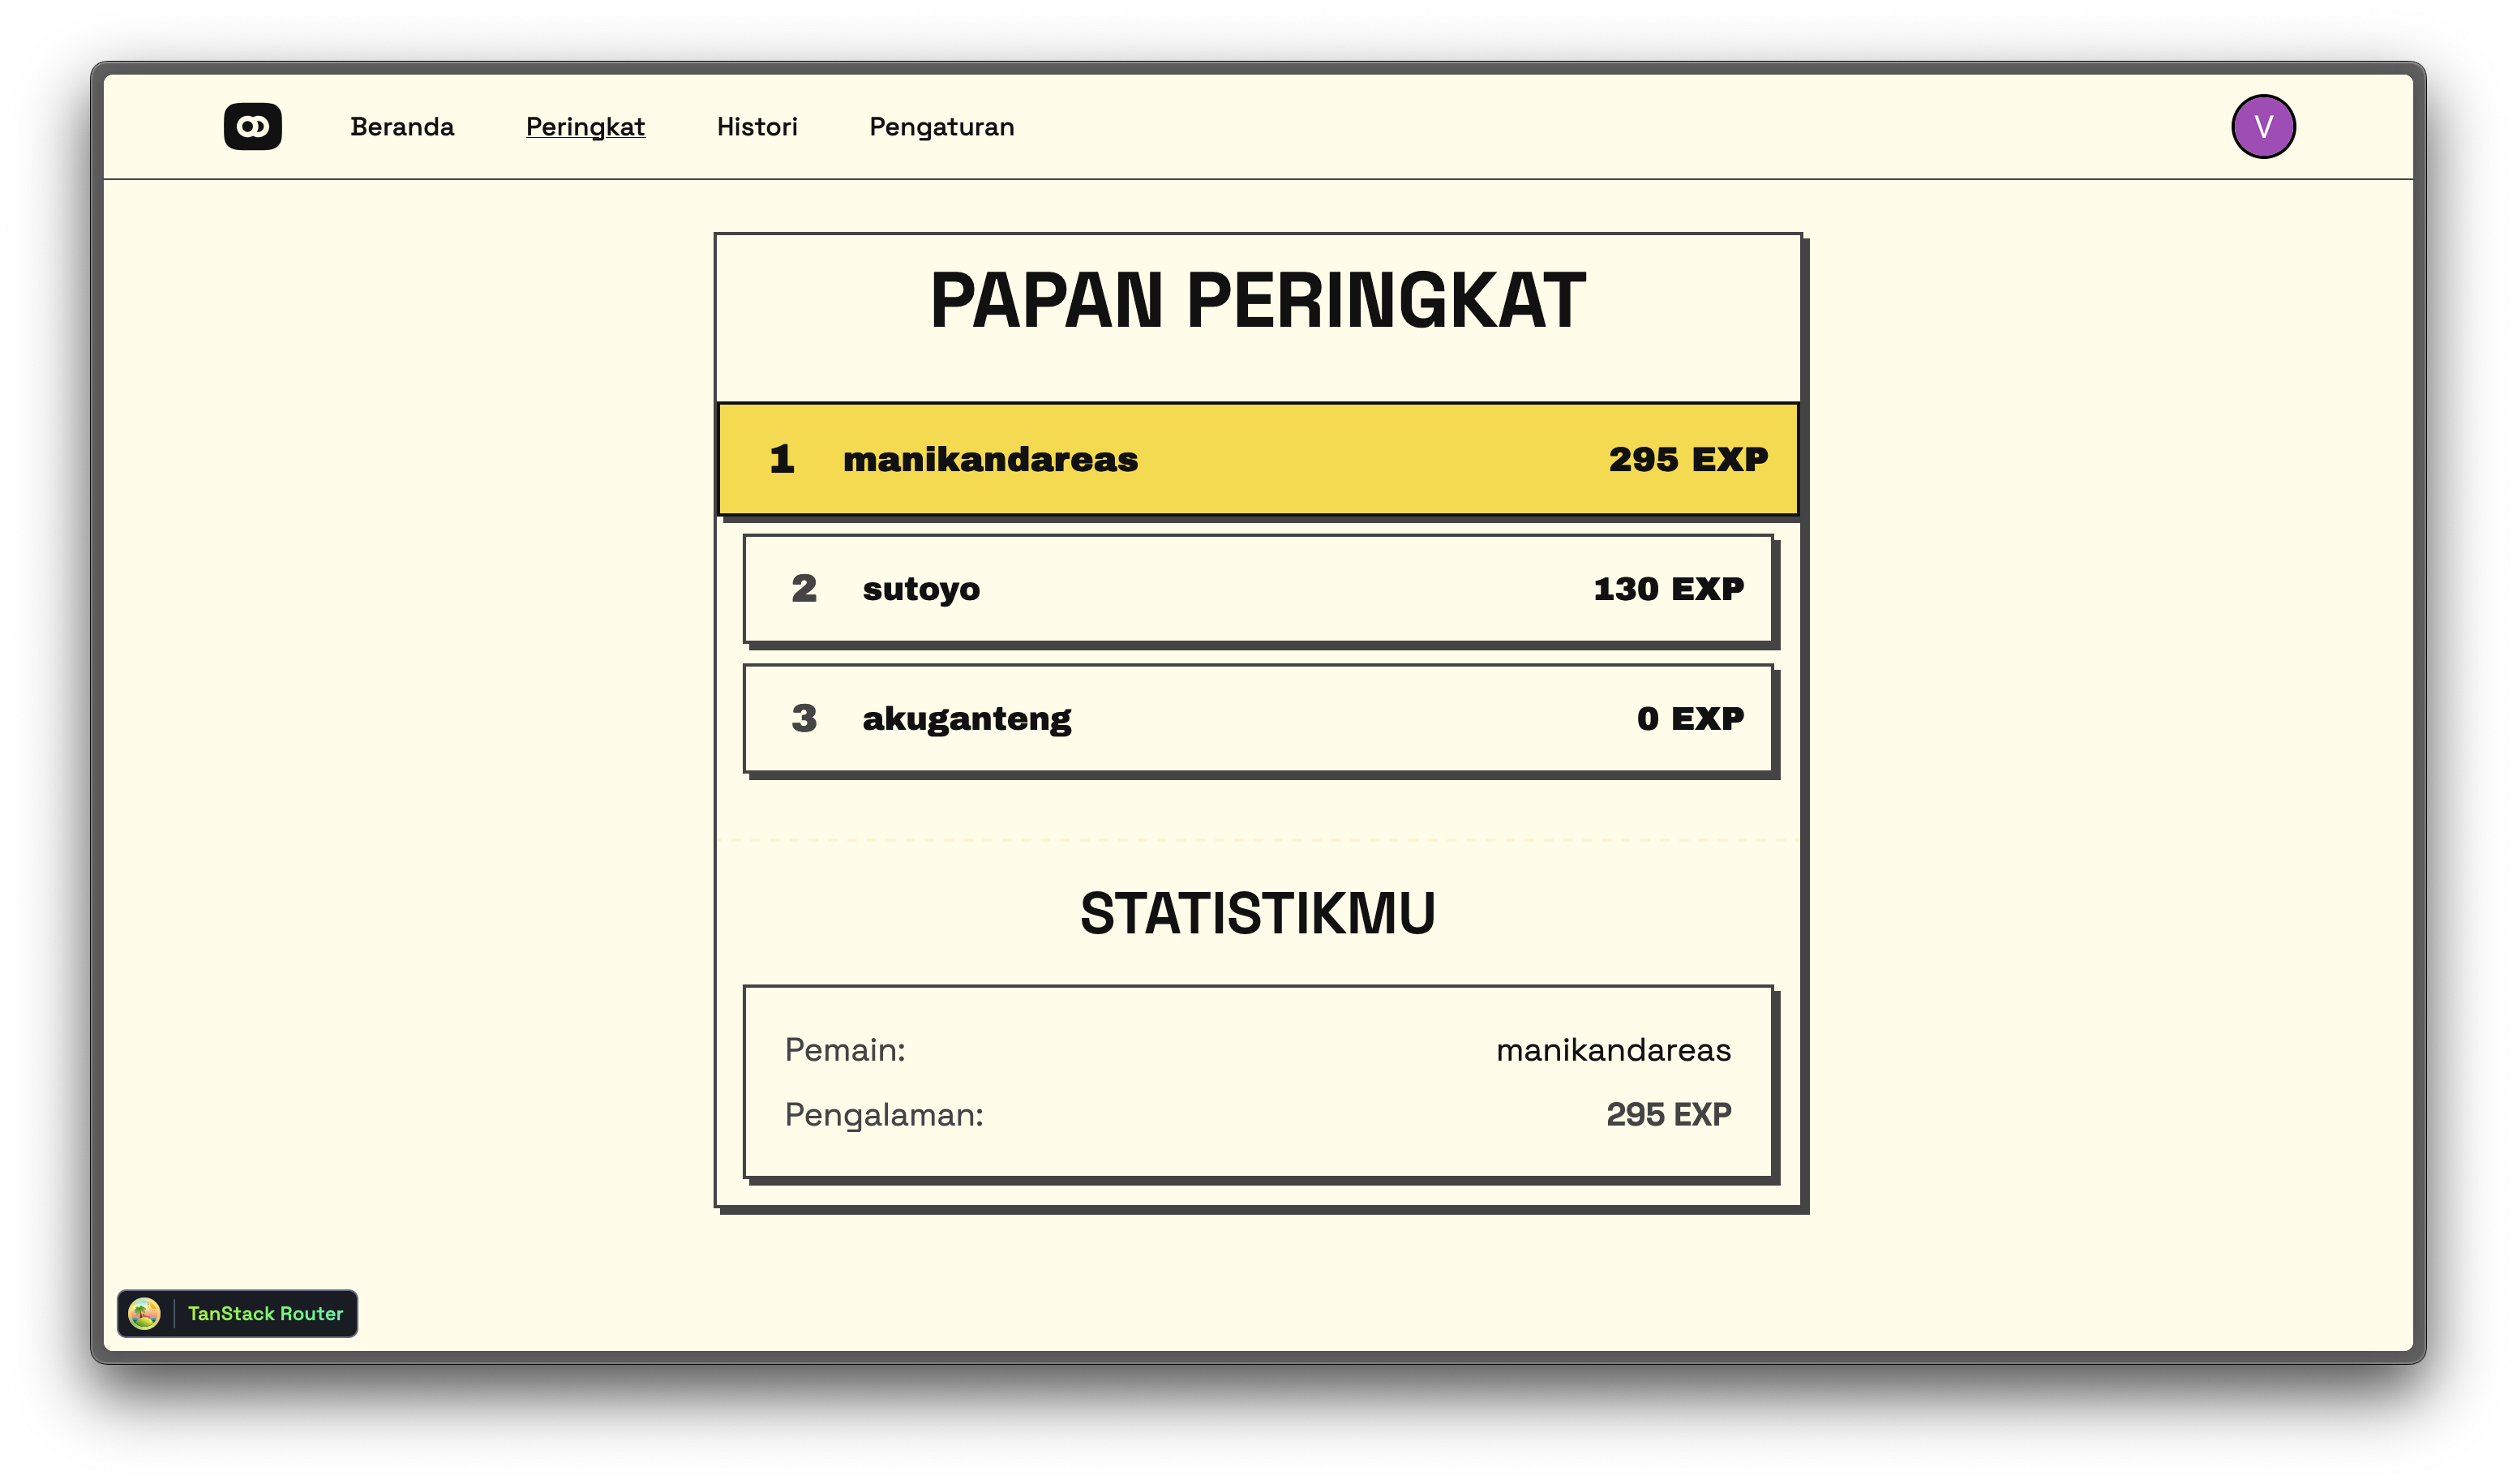 Beranda Peringkat Histori Pengaturan V
PAPAN PERINGKAT
1 manikandareas 295 EXP
2 sutoyo 130 EXP
3 akuganteng 0 EXP
STATISTIKMU
Pemain: manikandareas
Pengalaman: 295 EXP
TanStack Router